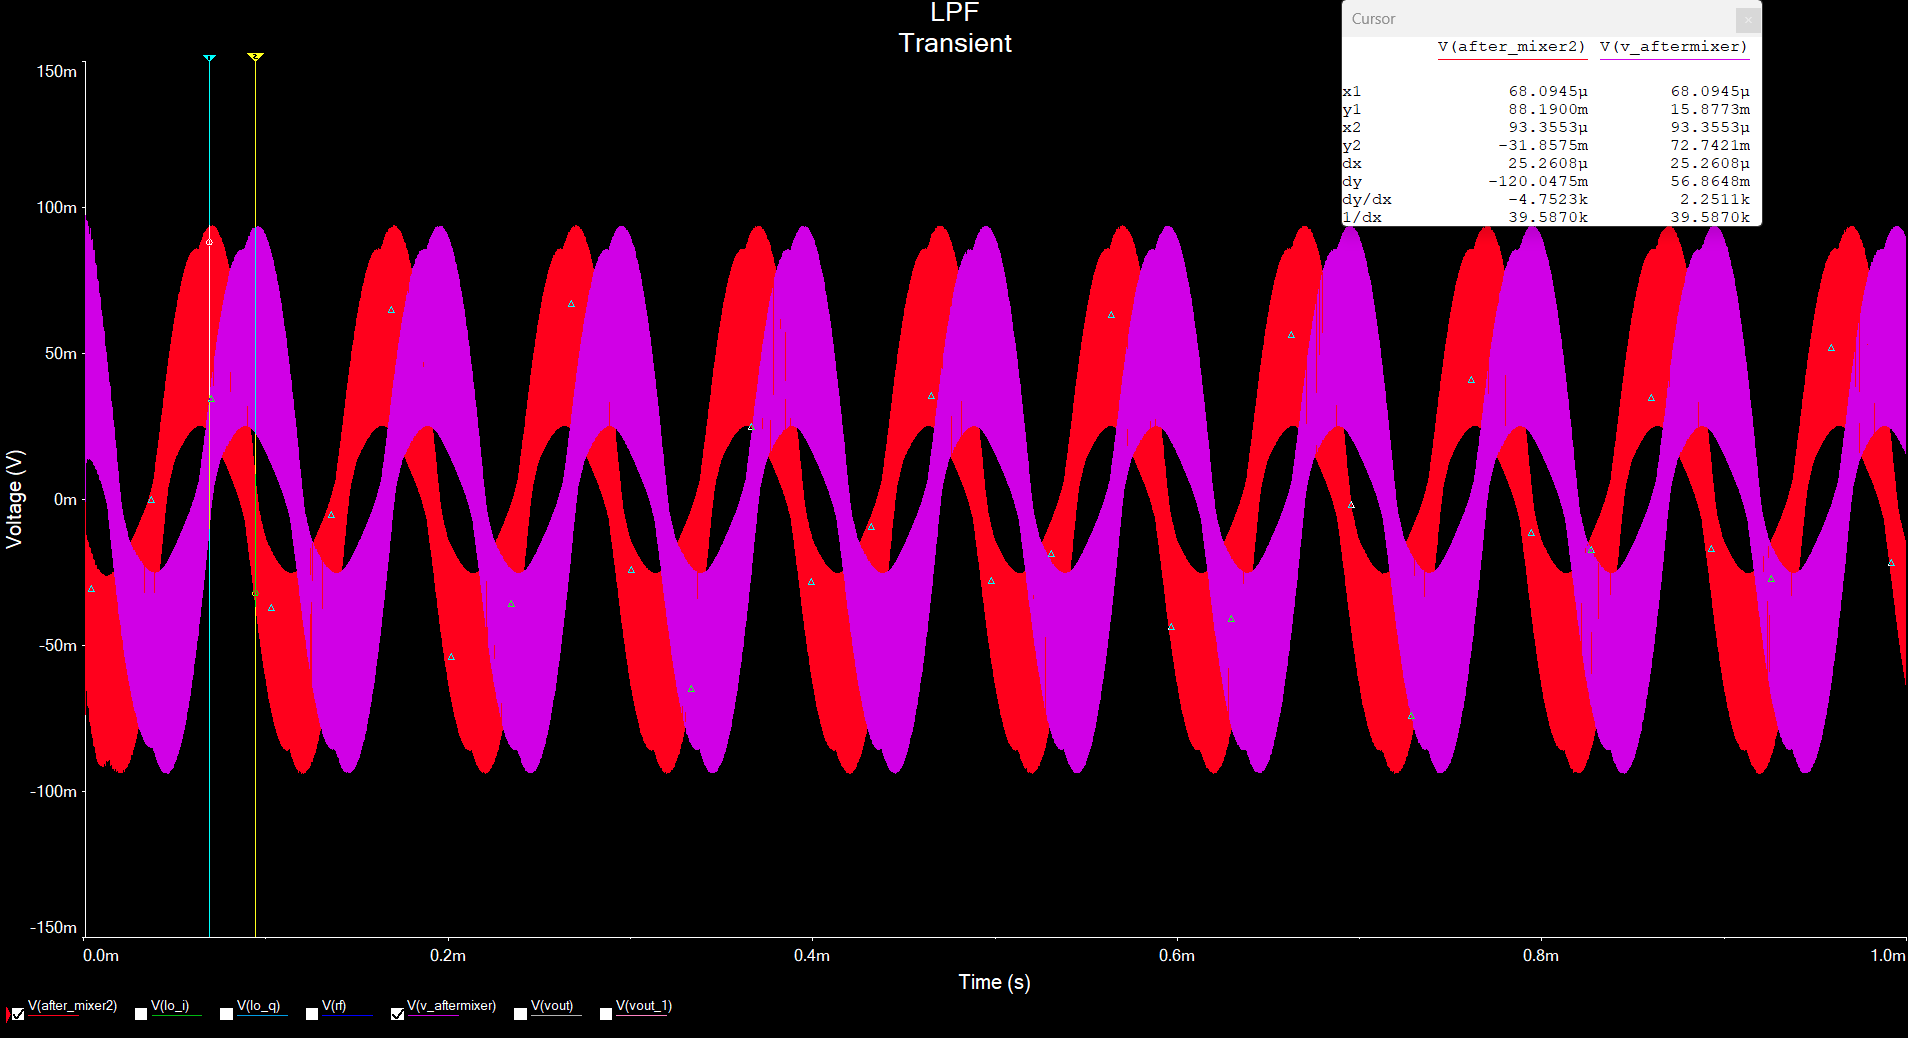 LPF
Transient
Cursor
V(after_mixer2) V(v_aftermixer)
x1 68.0945µ 68.0945µ
y1 88.1900m 15.8773m
x2 93.3553µ 93.3553µ
y2 -31.8575m 72.7421m
dx 25.2608µ 25.2608µ
dy -120.0475m 56.8648m
dy/dx -4.7523k 2.2511k
1/dx 39.5870k 39.5870k
150m
100m
50m
0m
-50m
-100m
-150m
Voltage (V)
0.0m 0.2m 0.4m 0.6m 0.8m 1.0m
Time (s)
V(after_mixer2) V(lo_i) V(lo_q) V(rf) V(v_aftermixer) V(vout) V(vout_1)